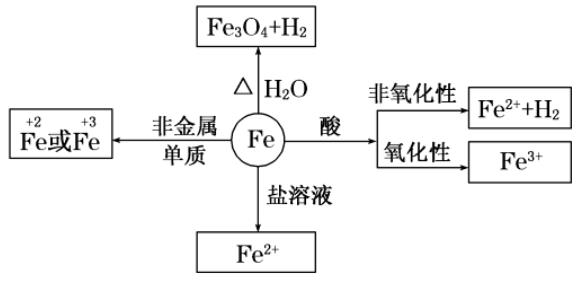 Fe₃O₄+H₂
△ H₂O
非氧化性
Fe²⁺+H₂
+2 +3
Fe或Fe
非金属
单质
Fe
酸
氧化性
Fe³⁺
盐溶液
Fe²⁺